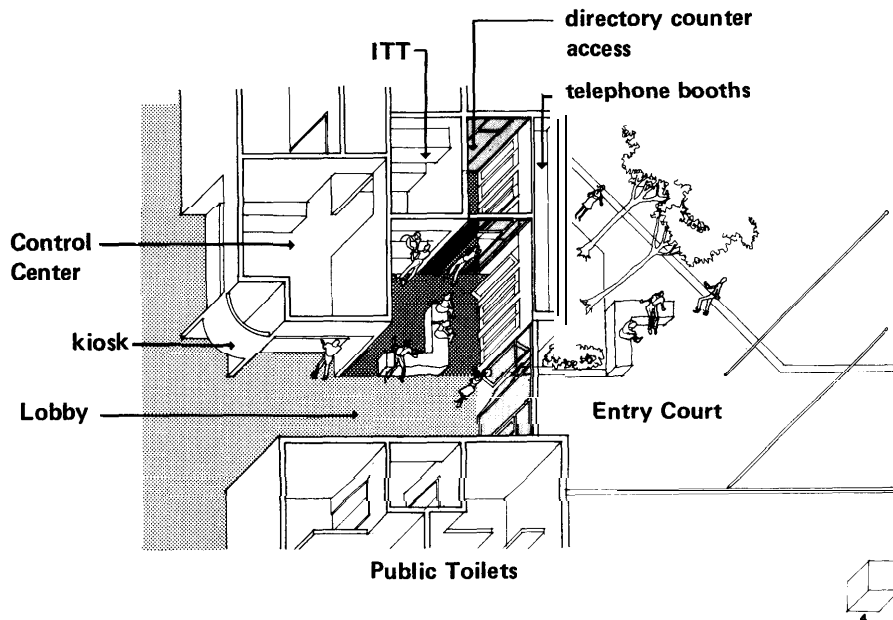 directory counter
access
ITT
telephone booths
Control
Center
kiosk
Lobby
Entry Court
Public Toilets